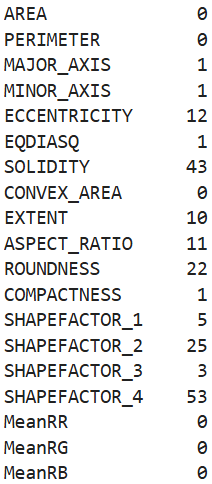 AREA 0
PERIMETER 0
MAJOR_AXIS 1
MINOR_AXIS 1
ECCENTRICITY 12
EQDIASQ 1
SOLIDITY 43
CONVEX_AREA 0
EXTENT 10
ASPECT_RATIO 11
ROUNDNESS 22
COMPACTNESS 1
SHAPEFACTOR_1 5
SHAPEFACTOR_2 25
SHAPEFACTOR_3 3
SHAPEFACTOR_4 53
MeanRR 0
MeanRG 0
MeanRB 0